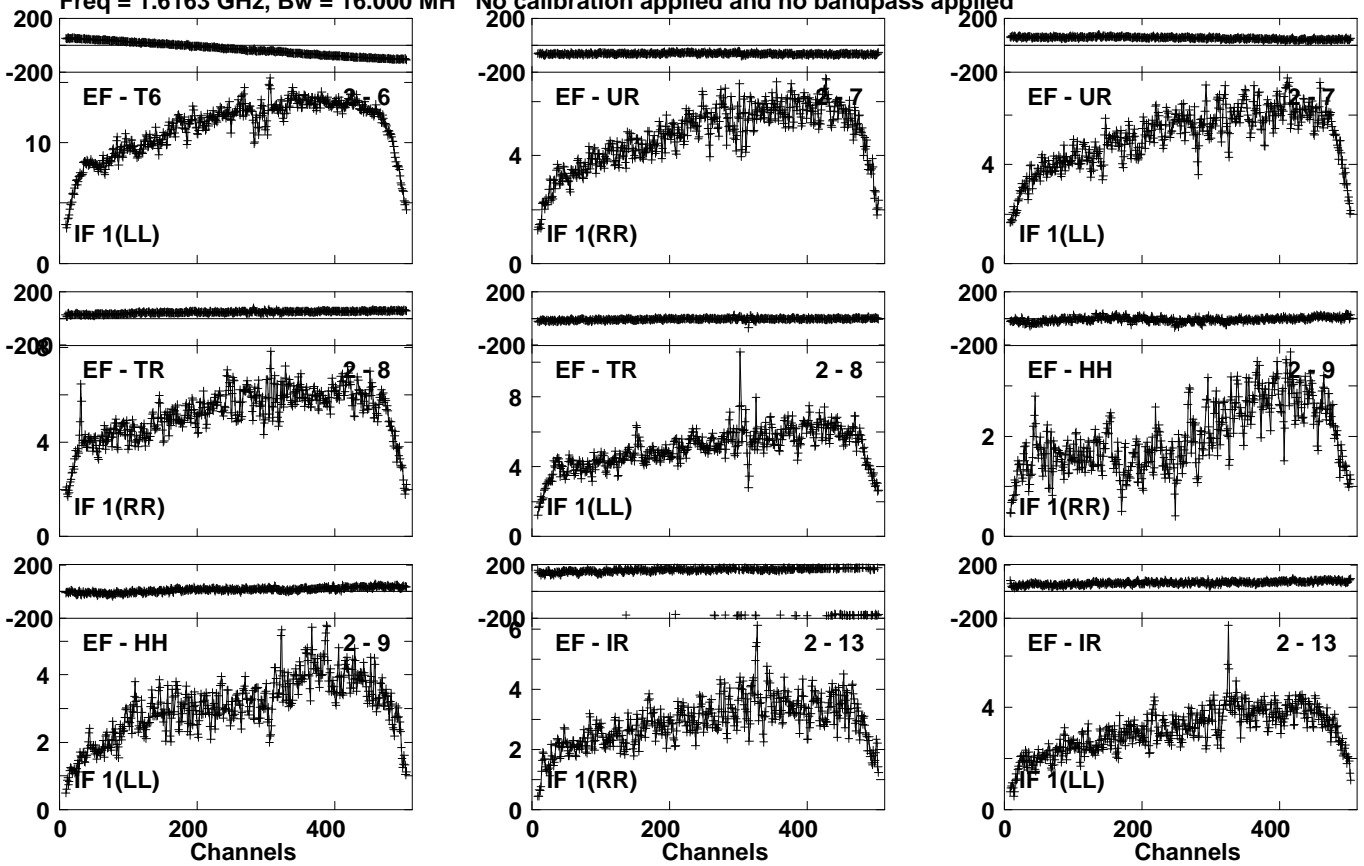 Freq = 1.6163 GHz, Bw = 16.000 MH No calibration applied and no bandpass applied
200
-200
EF - T6 2 - 6
10
IF 1(LL)
0
EF - UR 2 - 7
4
IF 1(RR)
0
200
-200
EF - UR 2 - 7
4
IF 1(LL)
0
200
-200
8
EF - TR 2 - 8
4
IF 1(RR)
0
200
-200
EF - TR 2 - 8
8
4
IF 1(LL)
0
200
-200
EF - HH 2 - 9
2
IF 1(RR)
0
200
-200
EF - HH 2 - 9
4
2
IF 1(LL)
0
0 200 400
Channels
200
-200
6
EF - IR 2 - 13
4
2
IF 1(RR)
0
200
-200
EF - IR 2 - 13
4
IF 1(LL)
0
0 200 400
Channels
200
-200